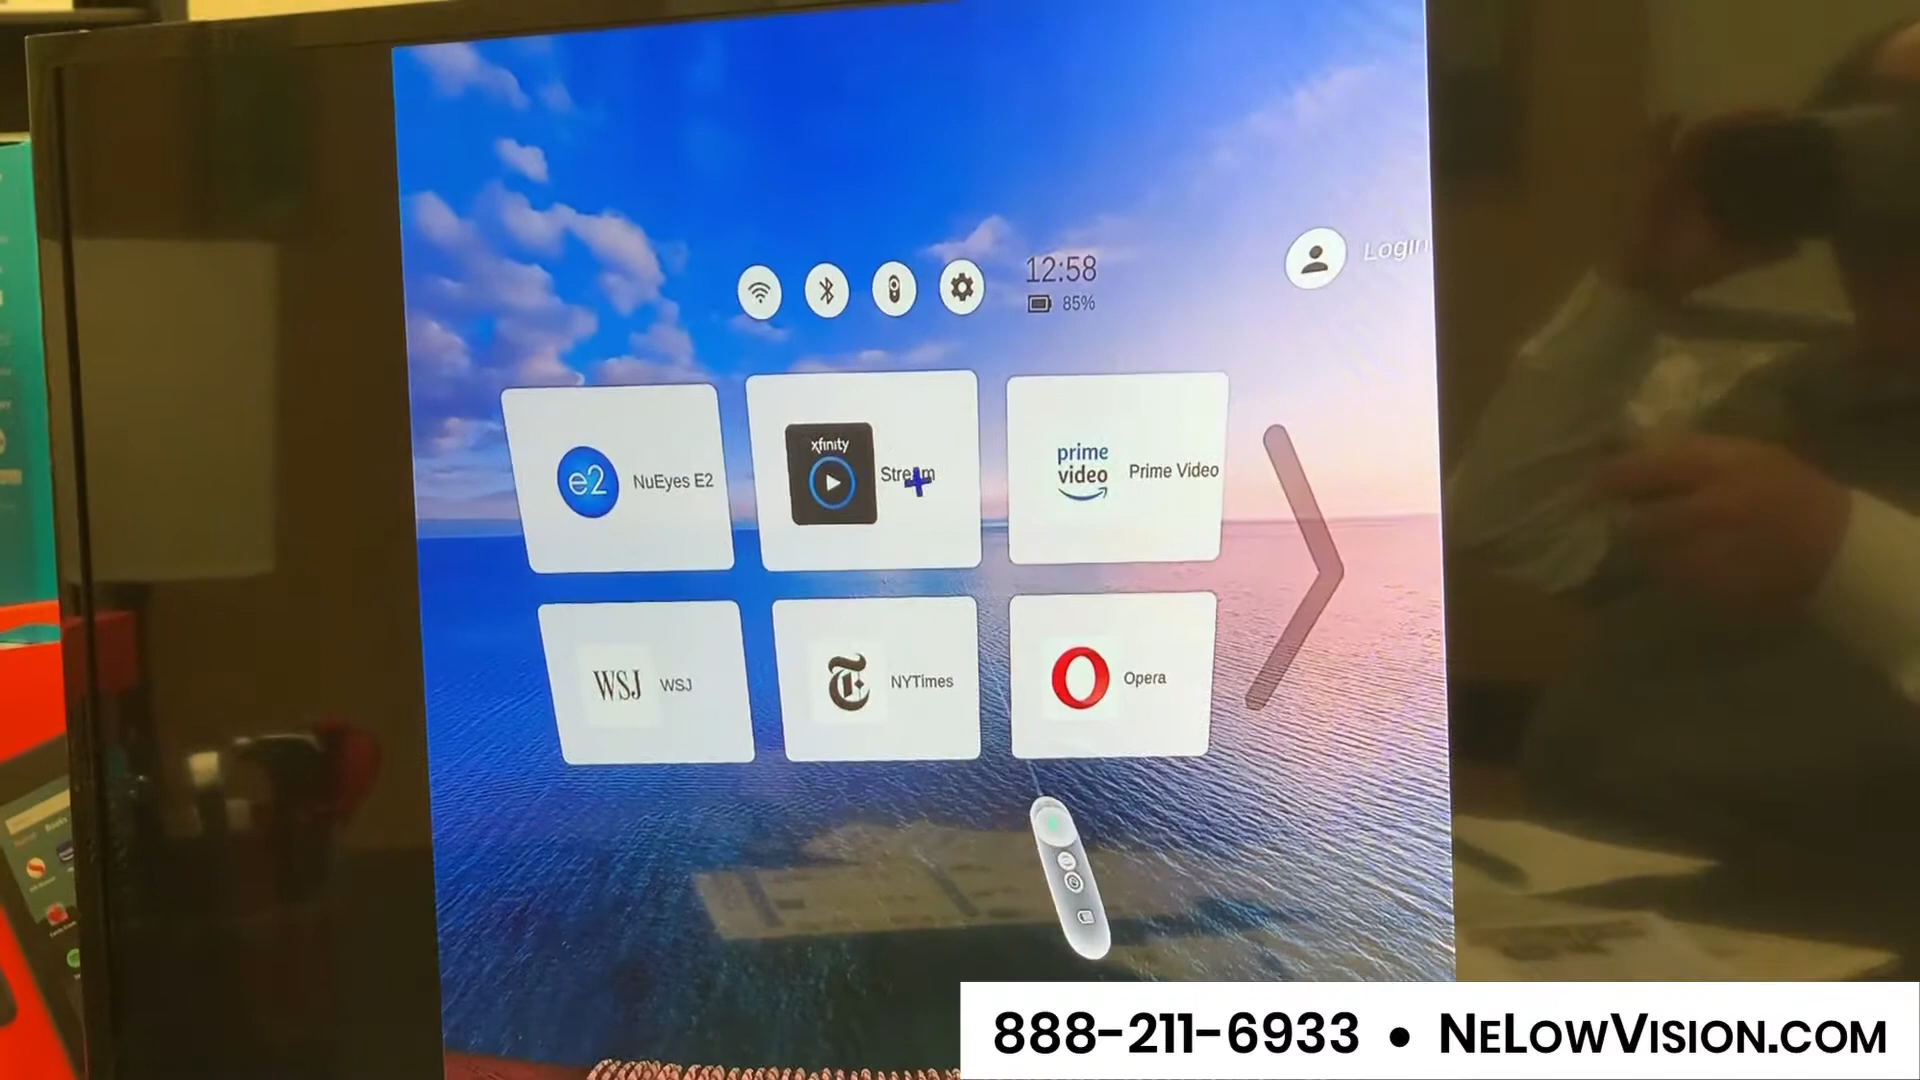 12:58
85%
Login
e2 NuEyes E2
xfinity
Stream
prime
video
Prime Video
WSJ WSJ
T NYTimes
Opera
888-211-6933 • NeLowVision.com